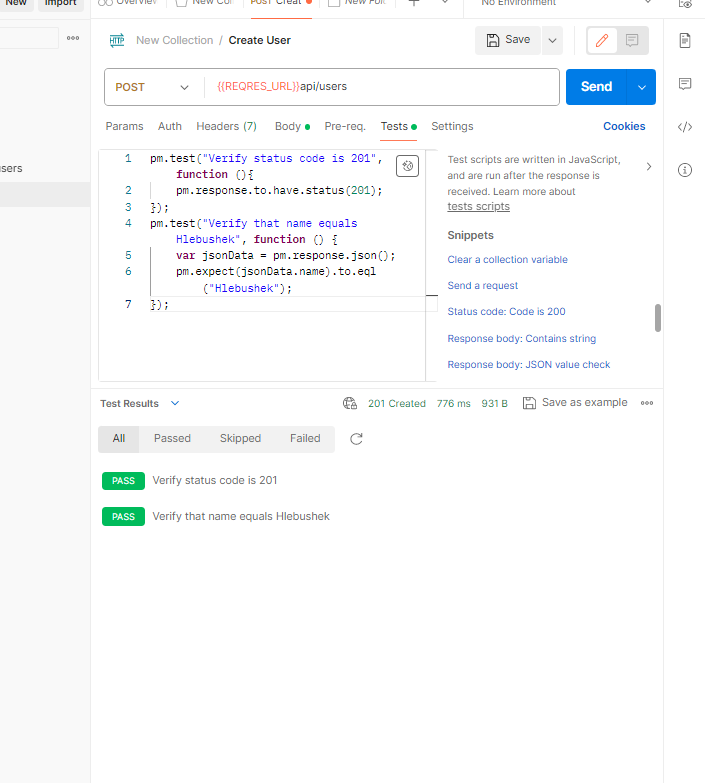 New Import Overview New POST No Environment
New Collection / Create User Save
POST {{REQRES_URL}}api/users Send
Params Auth Headers (7) Body Pre-req. Tests Settings Cookies
1 pm.test("Verify status code is 201",
function (){
2 pm.response.to.have.status(201);
3 });
4 pm.test("Verify that name equals
Hlebushek", function () {
5 var jsonData = pm.response.json();
6 pm.expect(jsonData.name).to.eql
("Hlebushek");
7 });
Test scripts are written in JavaScript,
and are run after the response is
received. Learn more about
tests scripts
Snippets
Clear a collection variable
Send a request
Status code: Code is 200
Response body: Contains string
Response body: JSON value check
sers
Test Results 201 Created 776 ms 931 B Save as example
All Passed Skipped Failed
PASS Verify status code is 201
PASS Verify that name equals Hlebushek